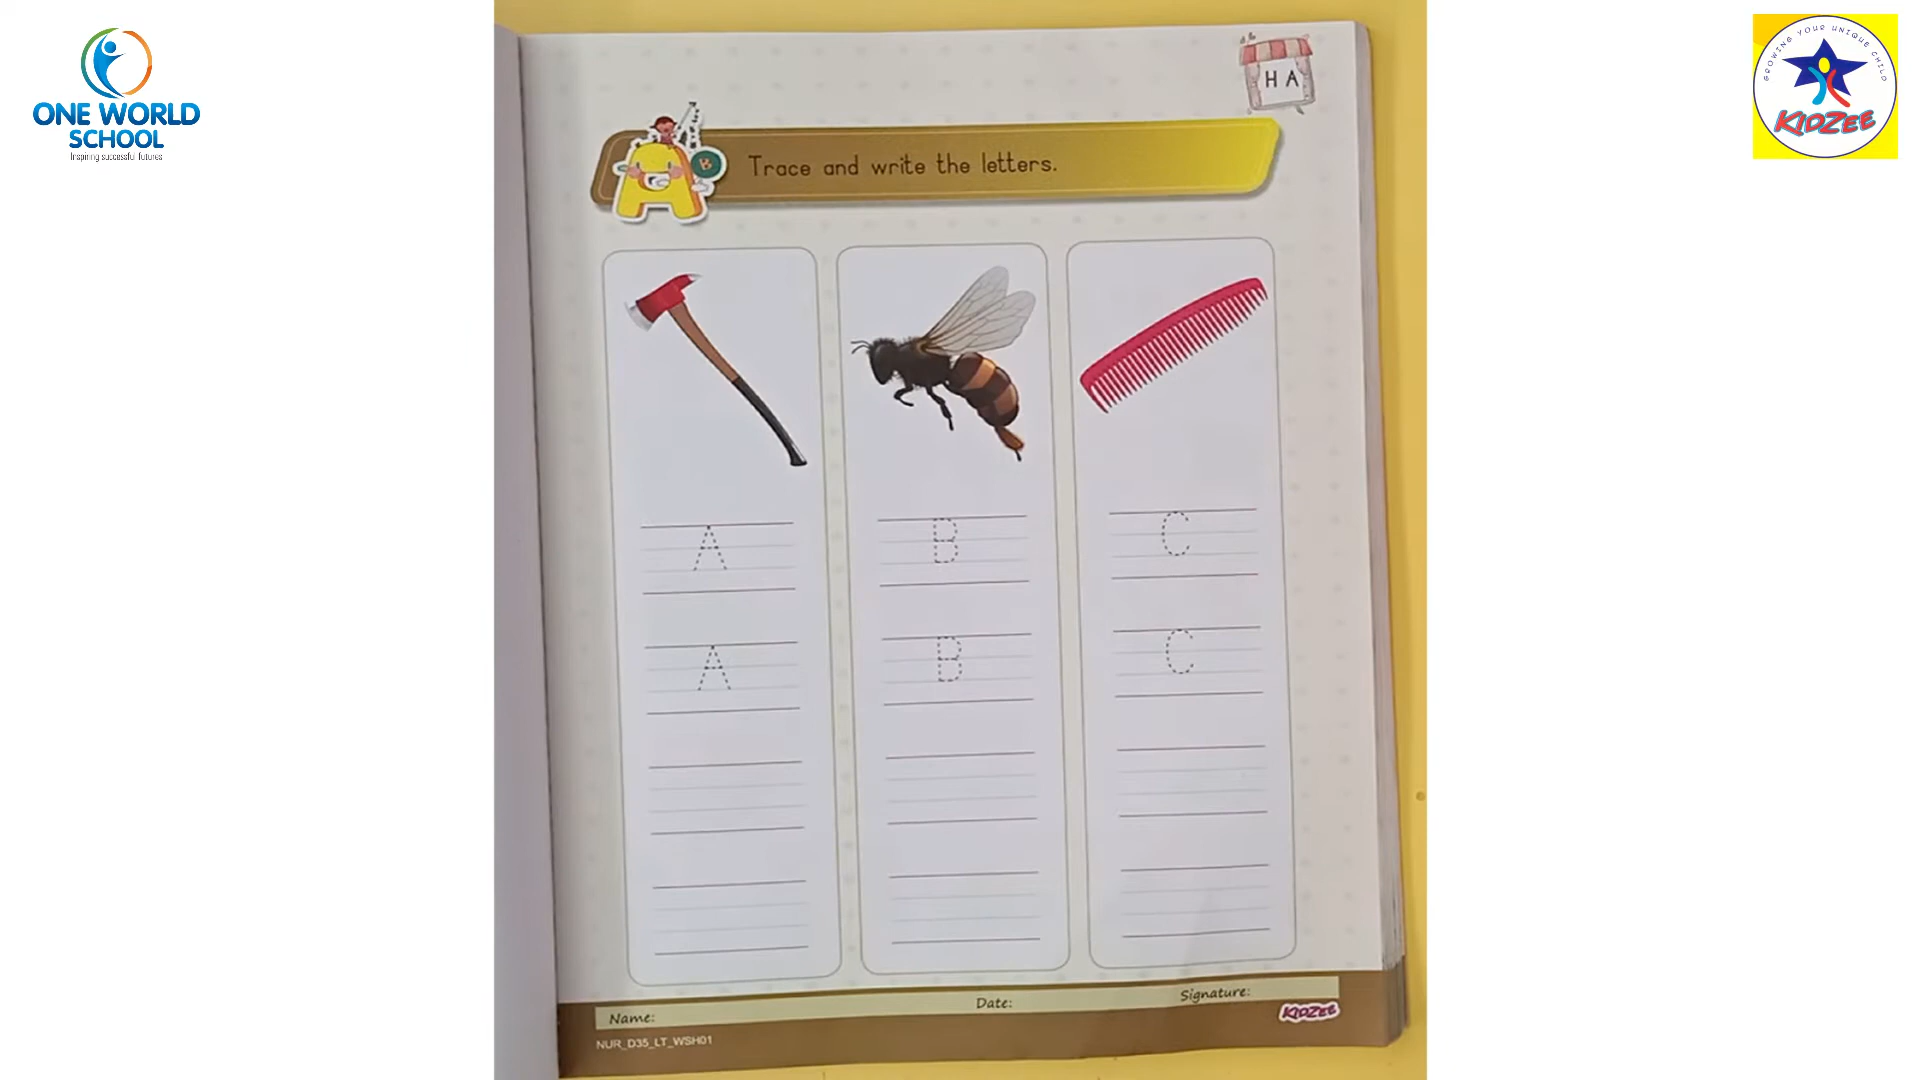 ONE WORLD
SCHOOL
Inspiring successful futures
GROWING YOUR UNIQUE CHILD
KIDZEE
H A
B
Trace and write the letters.
A B C
A B C
Name: Date: Signature:
KIDZEE
NUR_D35_LT_WSH01